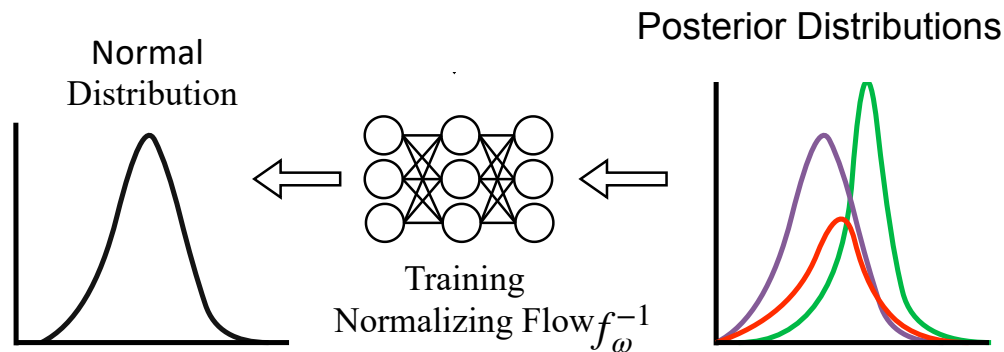 Posterior Distributions
Normal
Distribution
Training
Normalizing Flow f_ω^{-1}